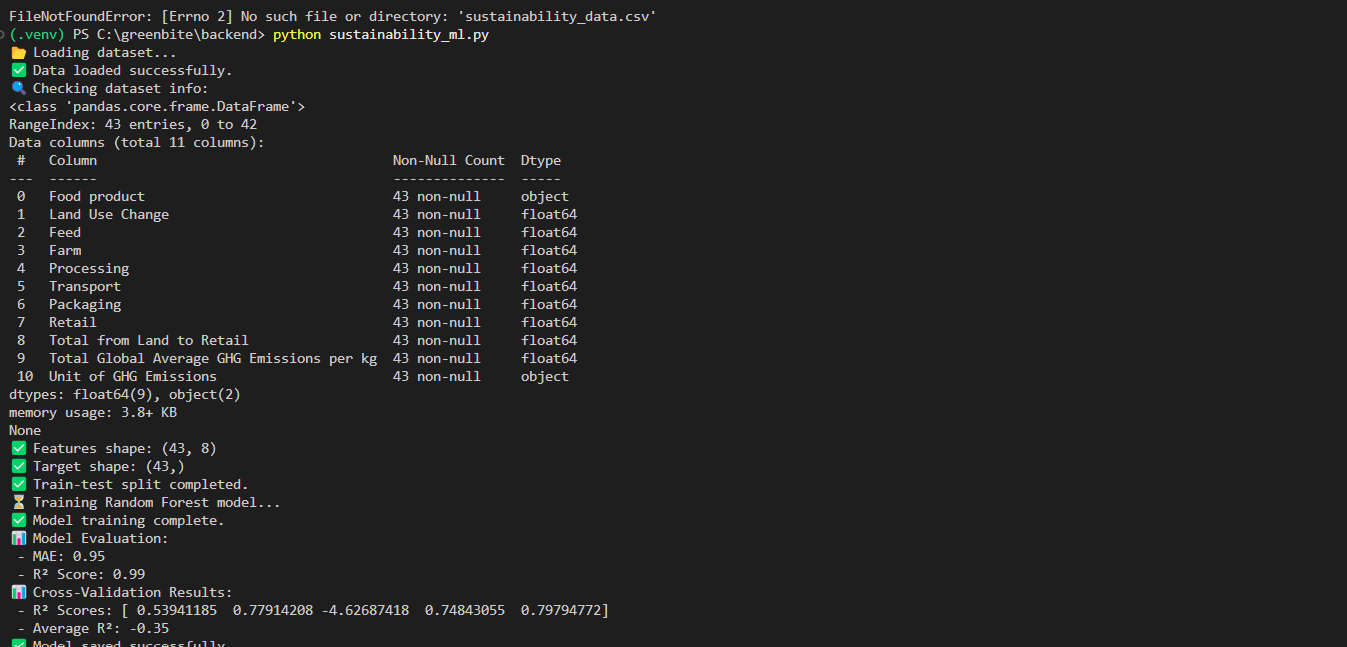 FileNotFoundError: [Errno 2] No such file or directory: 'sustainability_data.csv'
(.venv) PS C:\greenbite\backend> python sustainability_ml.py
📂 Loading dataset...
✅ Data loaded successfully.
🔍 Checking dataset info:
<class 'pandas.core.frame.DataFrame'>
RangeIndex: 43 entries, 0 to 42
Data columns (total 11 columns):
 #   Column                                     Non-Null Count  Dtype
---  ------                                     --------------  -----
 0   Food product                               43 non-null     object
 1   Land Use Change                            43 non-null     float64
 2   Feed                                       43 non-null     float64
 3   Farm                                       43 non-null     float64
 4   Processing                                 43 non-null     float64
 5   Transport                                  43 non-null     float64
 6   Packaging                                  43 non-null     float64
 7   Retail                                     43 non-null     float64
 8   Total from Land to Retail                  43 non-null     float64
 9   Total Global Average GHG Emissions per kg  43 non-null     float64
 10  Unit of GHG Emissions                      43 non-null     object
dtypes: float64(9), object(2)
memory usage: 3.8+ KB
None
✅ Features shape: (43, 8)
✅ Target shape: (43,)
✅ Train-test split completed.
⏳ Training Random Forest model...
✅ Model training complete.
📊 Model Evaluation:
 - MAE: 0.95
 - R² Score: 0.99
📊 Cross-Validation Results:
 - R² Scores: [ 0.53941185  0.77914208 -4.62687418  0.74843055  0.79794772]
 - Average R²: -0.35
✅ Model saved successfully